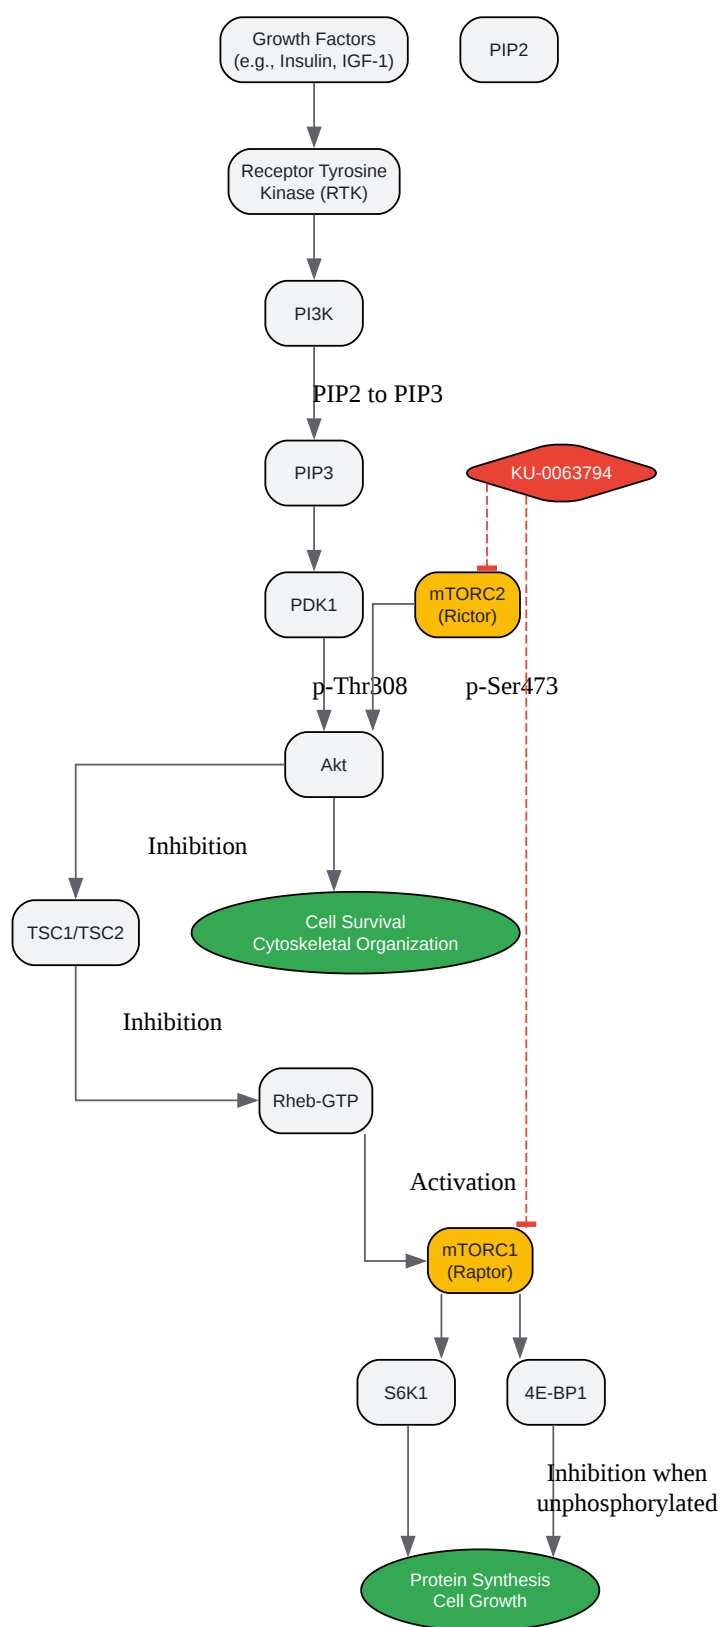 Growth Factors
(e.g., Insulin, IGF-1)
PIP2
Receptor Tyrosine
Kinase (RTK)
PI3K
PIP2 to PIP3
PIP3
KU-0063794
PDK1
mTORC2
(Rictor)
p-Thr308
p-Ser473
Akt
Inhibition
TSC1/TSC2
Cell Survival
Cytoskeletal Organization
Inhibition
Rheb-GTP
Activation
mTORC1
(Raptor)
S6K1
4E-BP1
Inhibition when
unphosphorylated
Protein Synthesis
Cell Growth